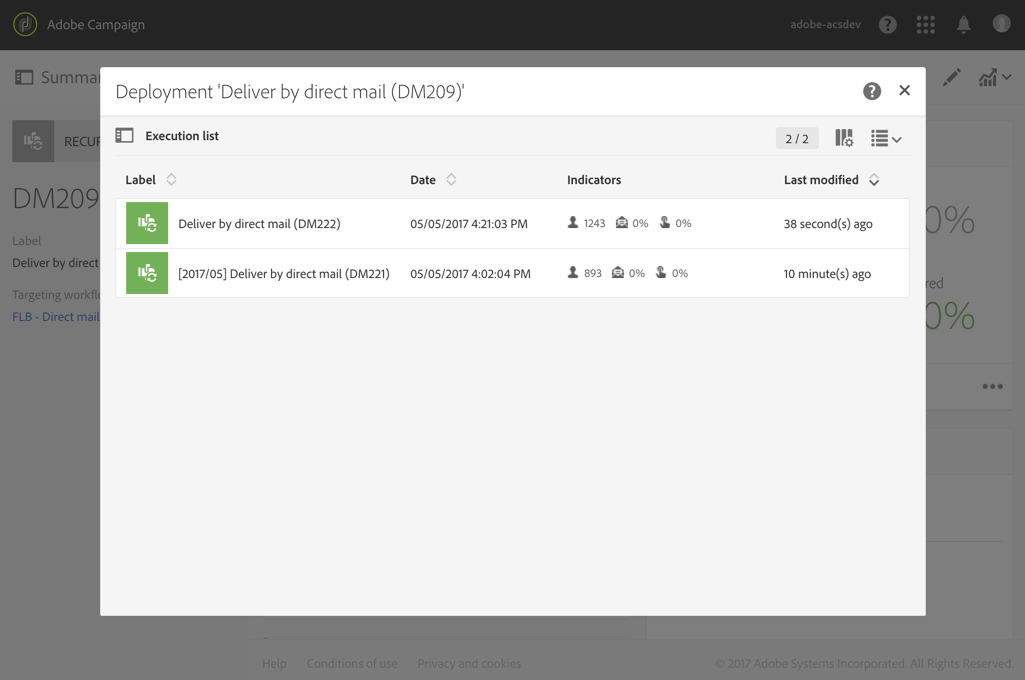 Adobe Campaign
adobe-acsdev
Summa
Deployment 'Deliver by direct mail (DM209)'
Execution list
2 / 2
RECUR
Label Date Indicators Last modified
Deliver by direct mail (DM222) 05/05/2017 4:21:03 PM 1243 0% 0% 38 second(s) ago
[2017/05] Deliver by direct mail (DM221) 05/05/2017 4:02:04 PM 893 0% 0% 10 minute(s) ago
DM209
0%
Label
Deliver by direct
Targeting workflo
FLB - Direct mail
red
0%
Help Conditions of use Privacy and cookies © 2017 Adobe Systems Incorporated. All Rights Reserved.